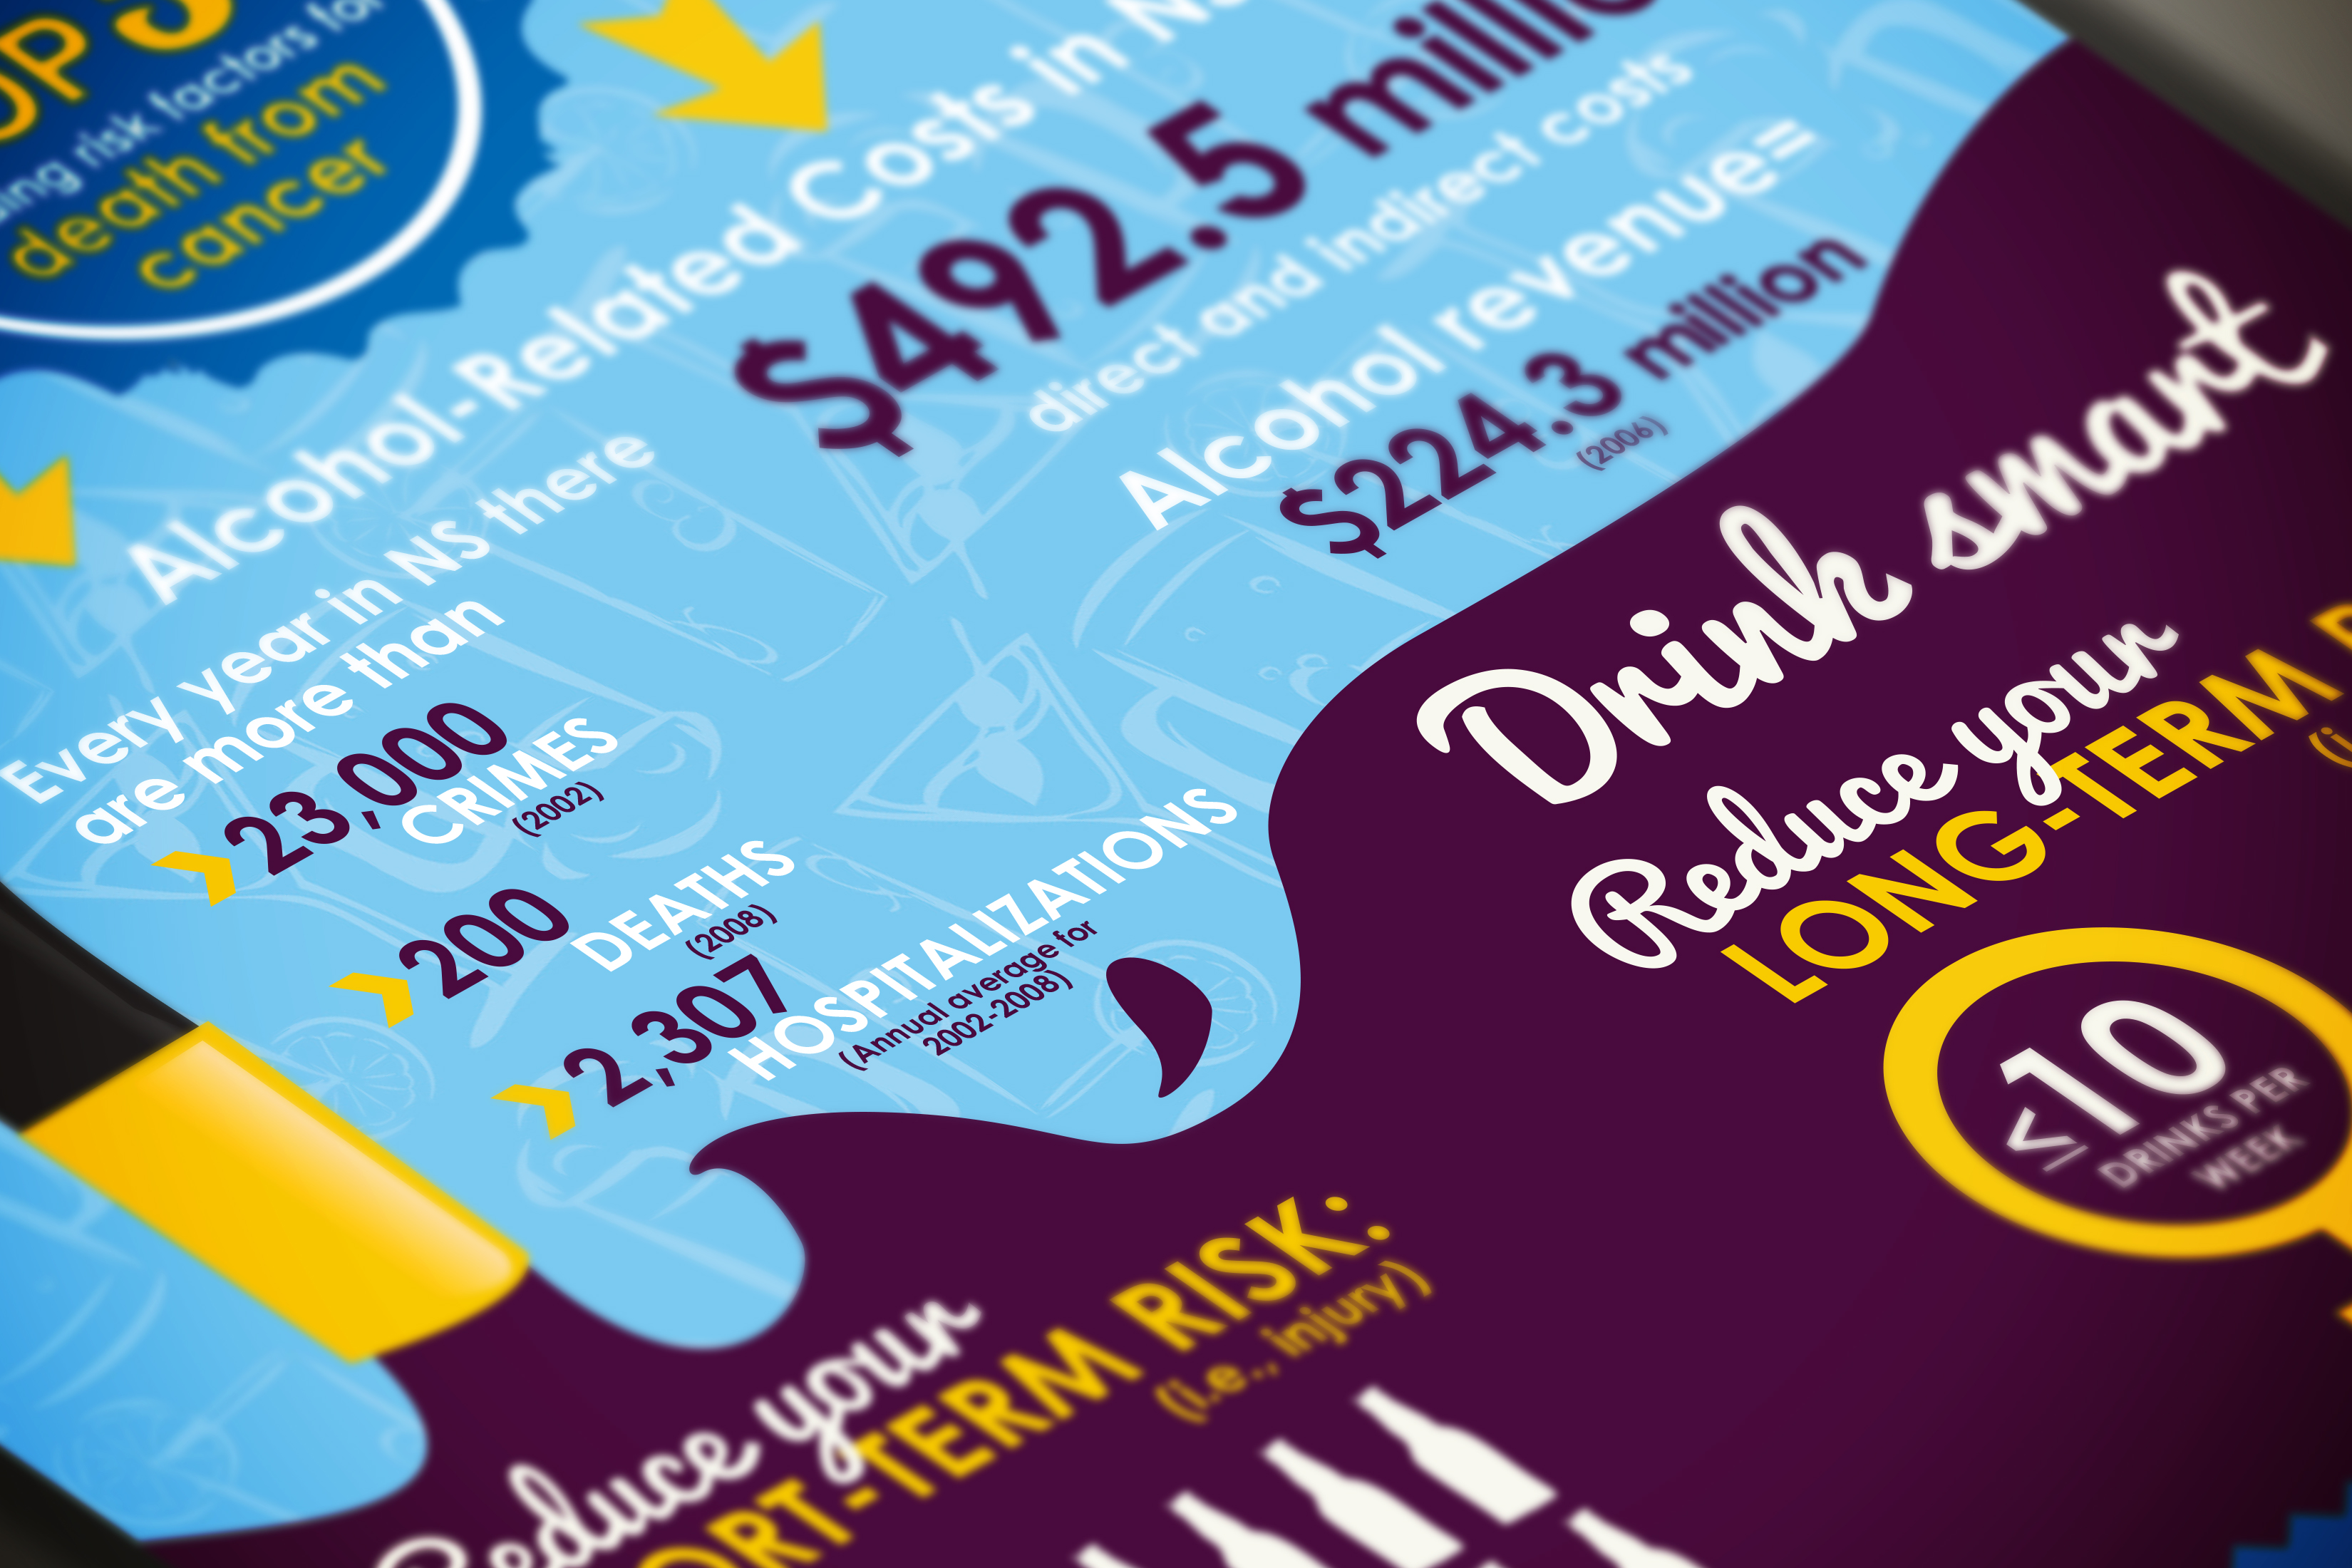 risk factors for
death from
cancer
Alcohol-Related Costs in
$492.5
direct and indirect costs
Alcohol revenue=
$224.3 million
(2006)
Every year in NS there
are more than
23,000
CRIMES
(2002)
200
DEATHS
(2008)
2,307
HOSPITALIZATIONS
(Annual average for
2002-2008)
Drink smart
Reduce your
LONG-TERM
≤10
DRINKS PER
WEEK
Reduce your
RISK:
(i.e., injury)